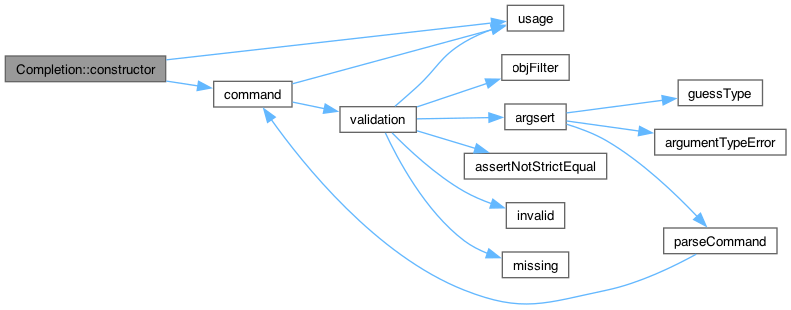 Completion::constructor
command
validation
usage
objFilter
argsert
assertNotStrictEqual
invalid
missing
guessType
argumentTypeError
parseCommand